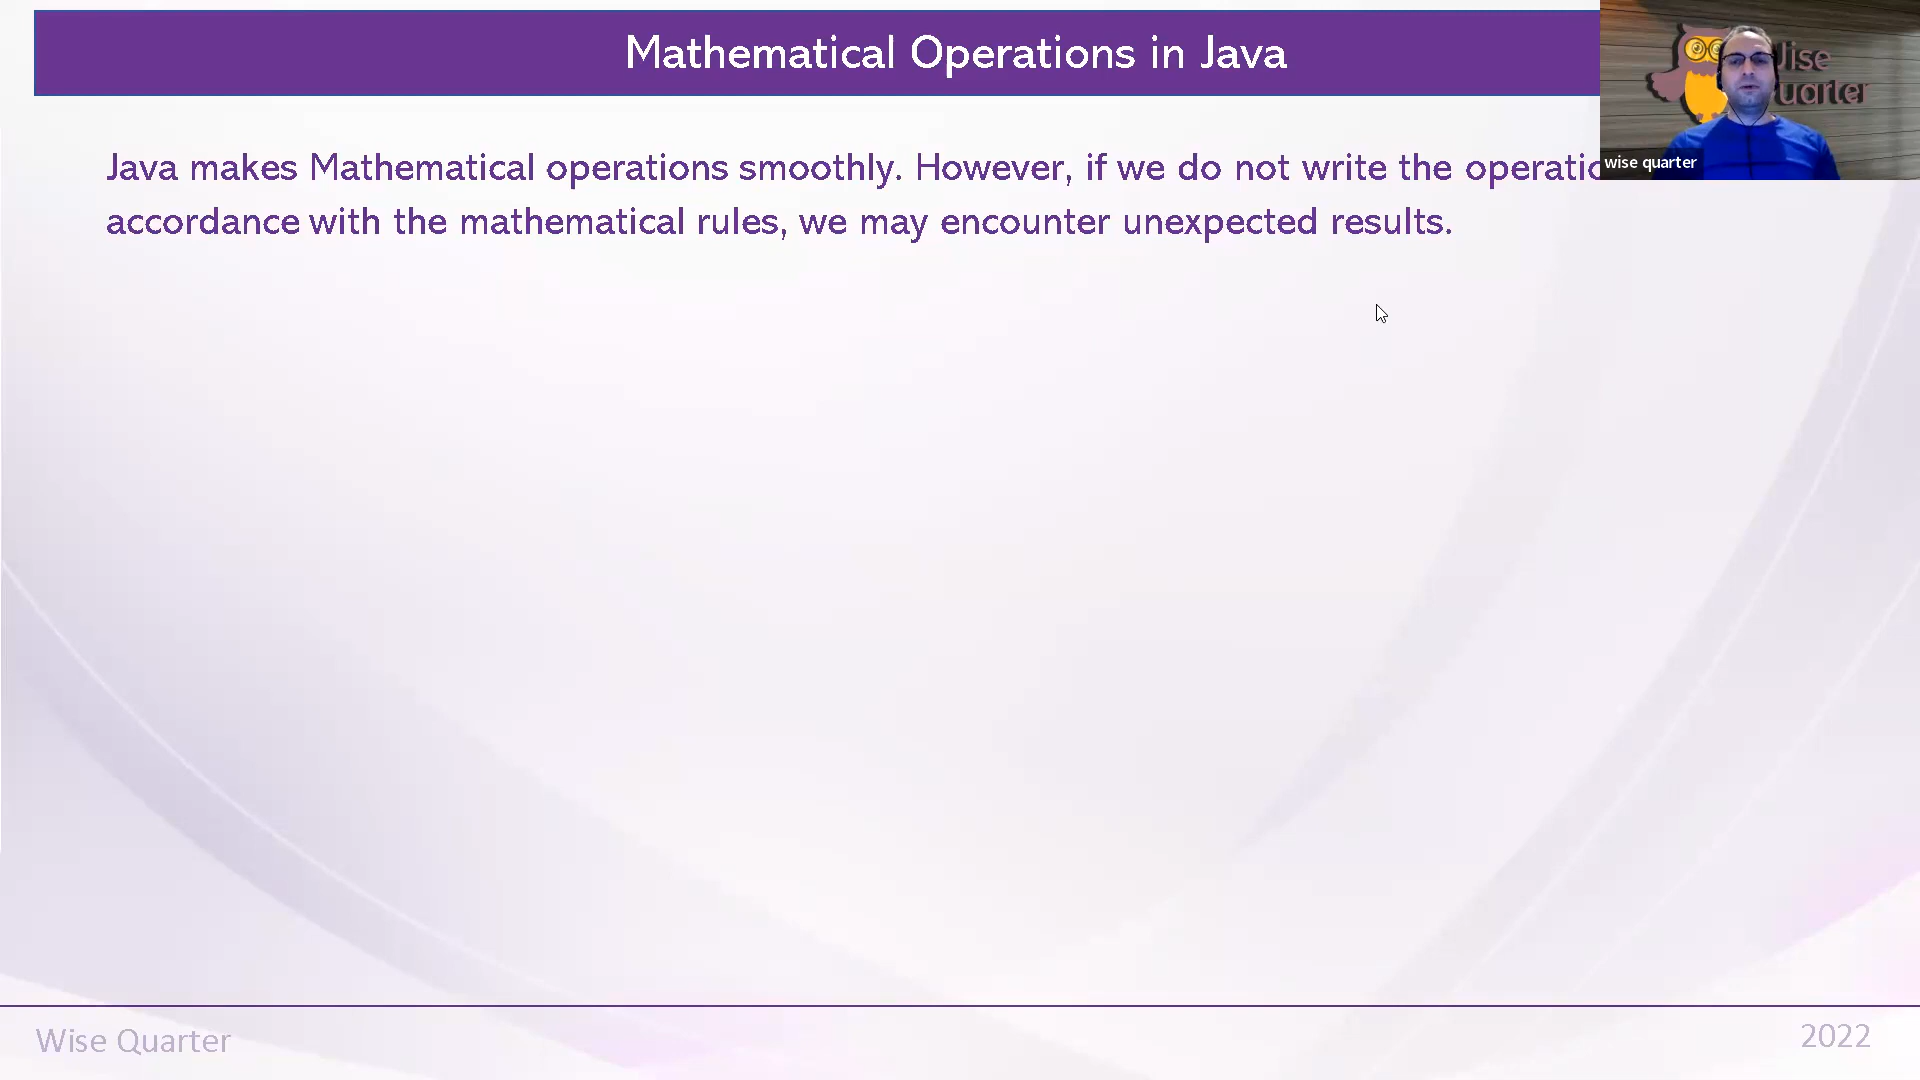 Mathematical Operations in Java
Java makes Mathematical operations smoothly. However, if we do not write the
accordance with the mathematical rules, we may encounter unexpected results.
wise quarter
Wise Quarter
2022